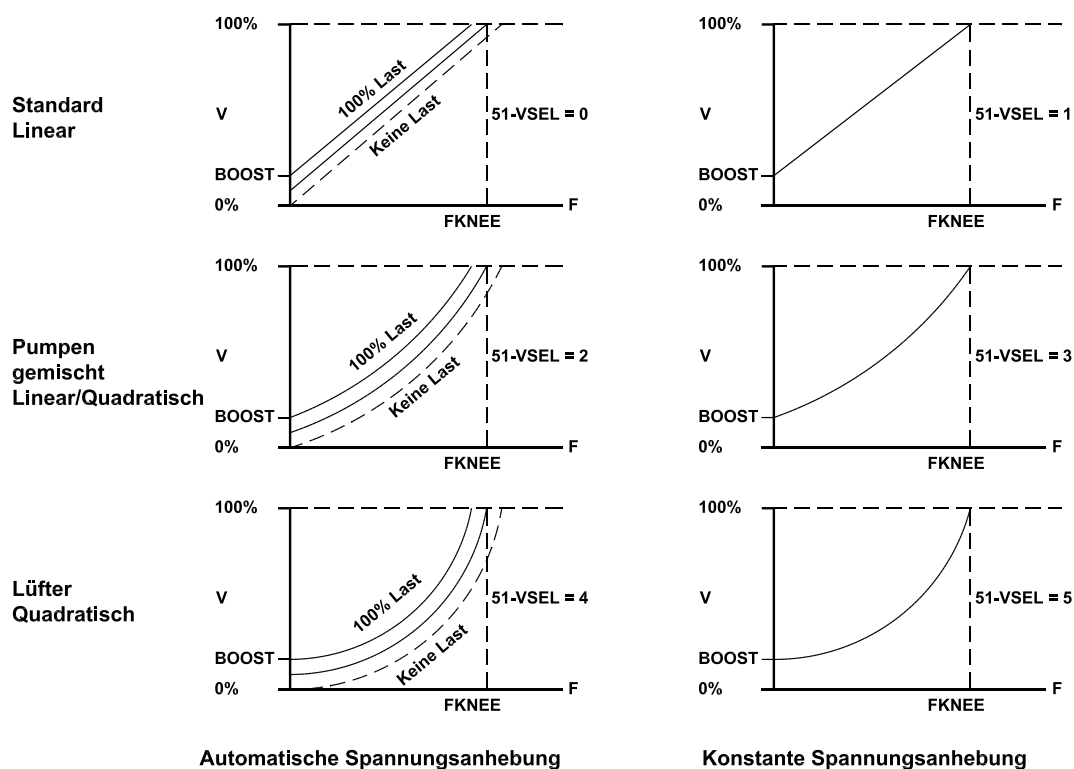 100%
100%
Standard
Linear
V
100% Last
Keine Last
51-VSEL = 0
V
51-VSEL = 1
BOOST
BOOST
0%
F
0%
F
FKNEE
FKNEE
100%
100%
Pumpen
gemischt
Linear/Quadratisch
V
100% Last
Keine Last
51-VSEL = 2
V
51-VSEL = 3
BOOST
BOOST
0%
F
0%
F
FKNEE
FKNEE
100%
100%
Lüfter
Quadratisch
V
100% Last
Keine Last
51-VSEL = 4
V
51-VSEL = 5
BOOST
BOOST
0%
F
0%
F
FKNEE
FKNEE
Automatische Spannungsanhebung
Konstante Spannungsanhebung